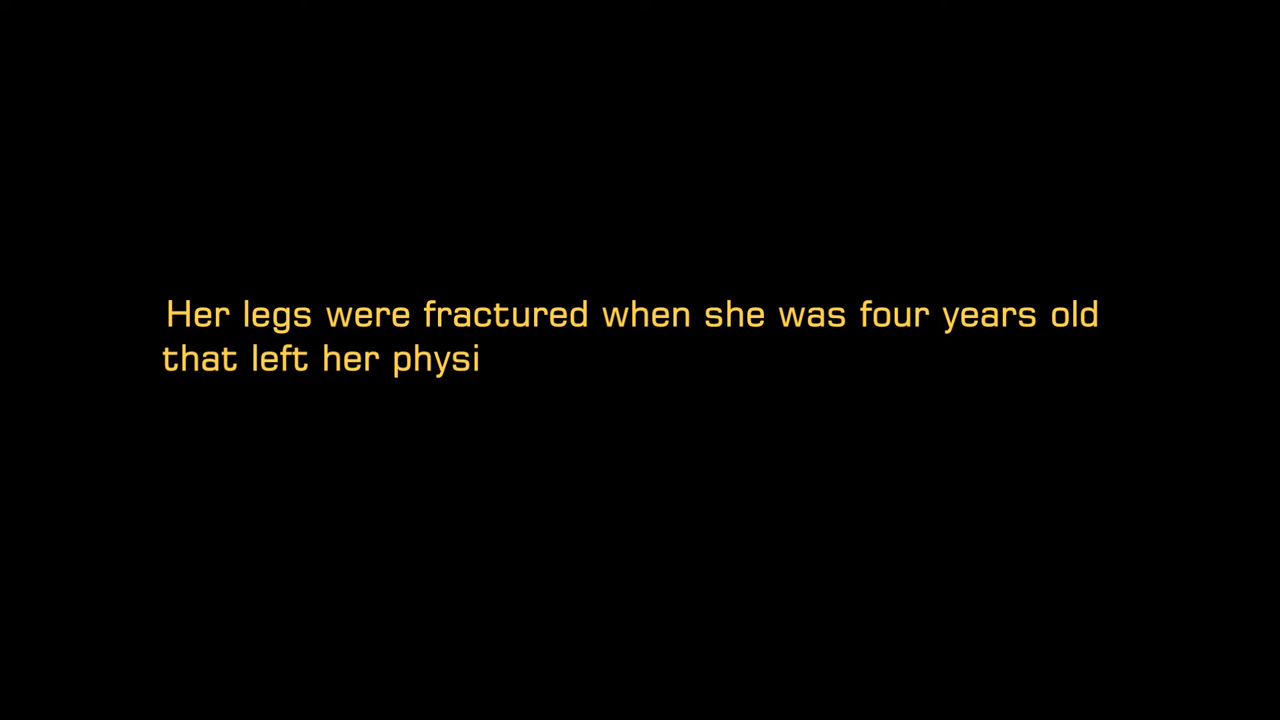 Her legs were fractured when she was four years old
that left her physi